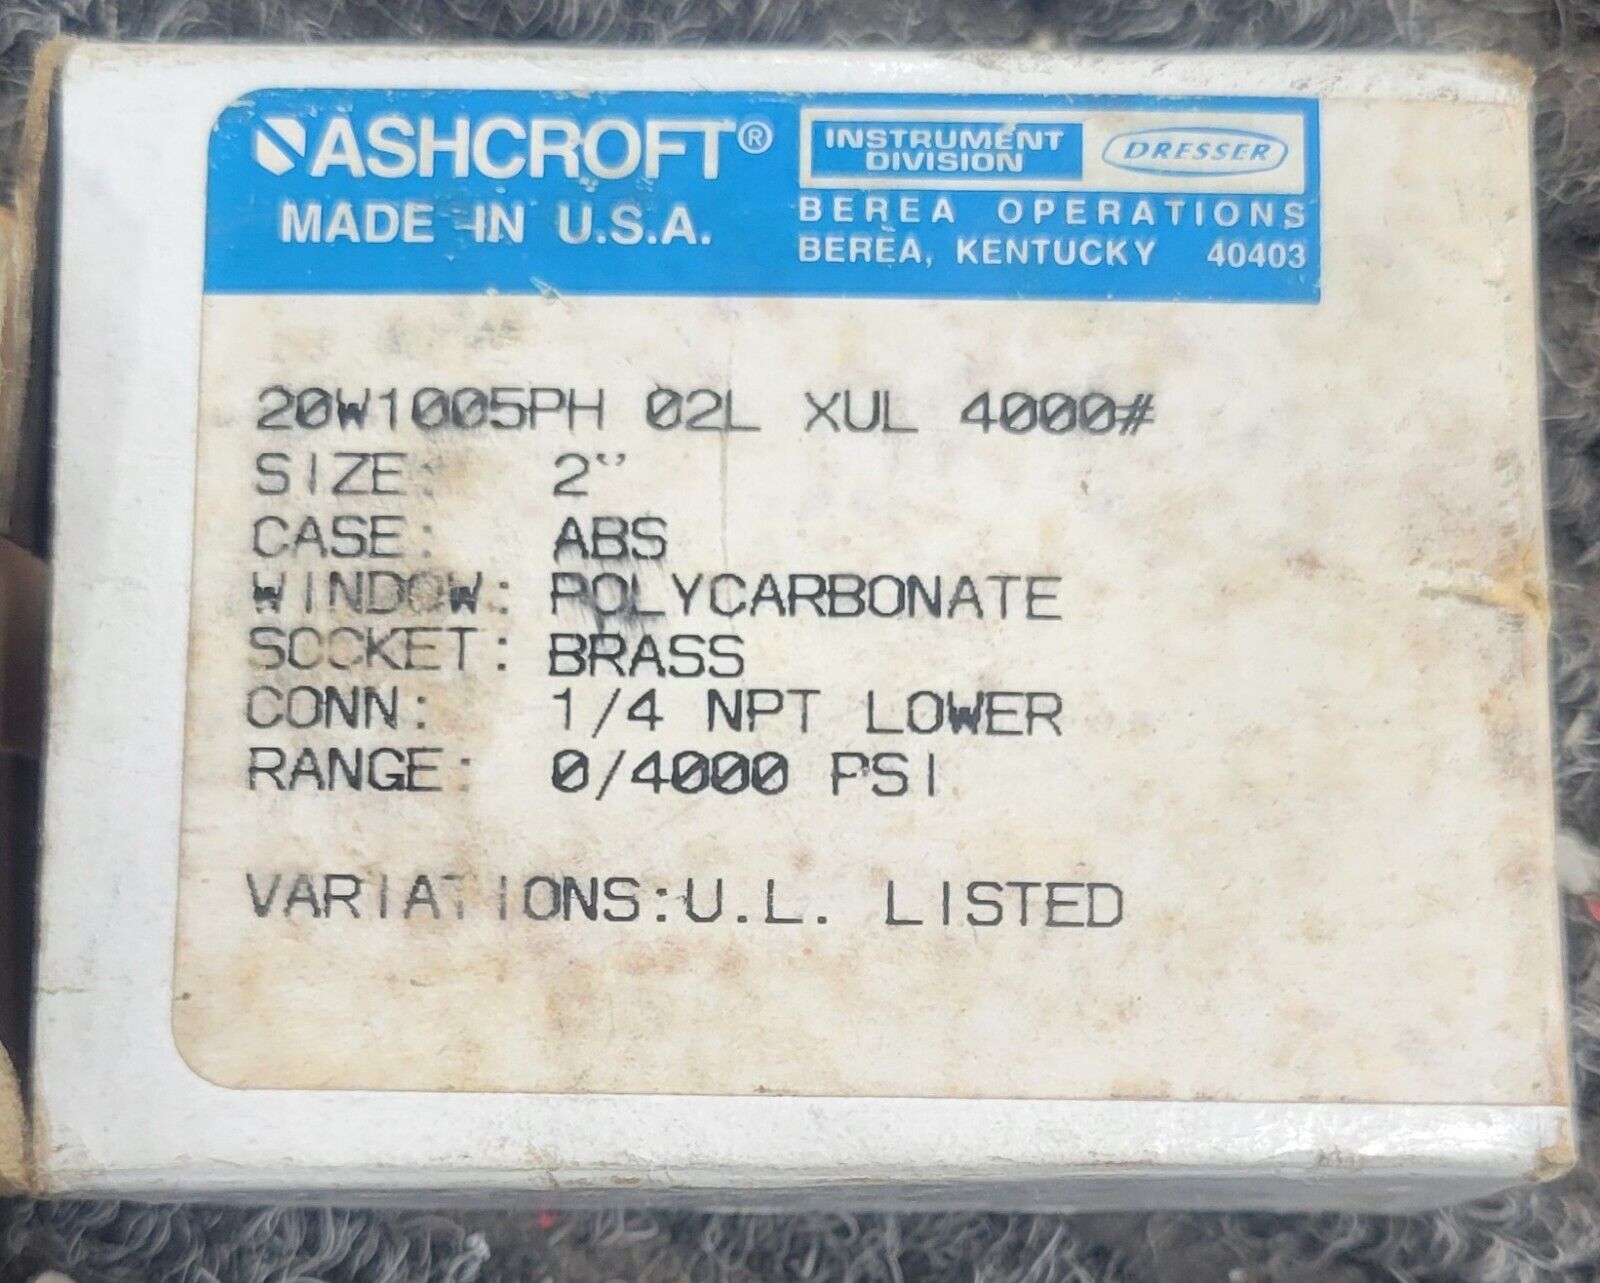 ASHCROFT®
MADE IN U.S.A.
INSTRUMENT
DIVISION
DRESSER
BEREA OPERATIONS
BEREA, KENTUCKY 40403
20W1005PH 02L XUL 4000#
SIZE: 2"
CASE: ABS
WINDOW: POLYCARBONATE
SOCKET: BRASS
CONN: 1/4 NPT LOWER
RANGE: 0/4000 PSI
VARIATIONS:U.L. LISTED